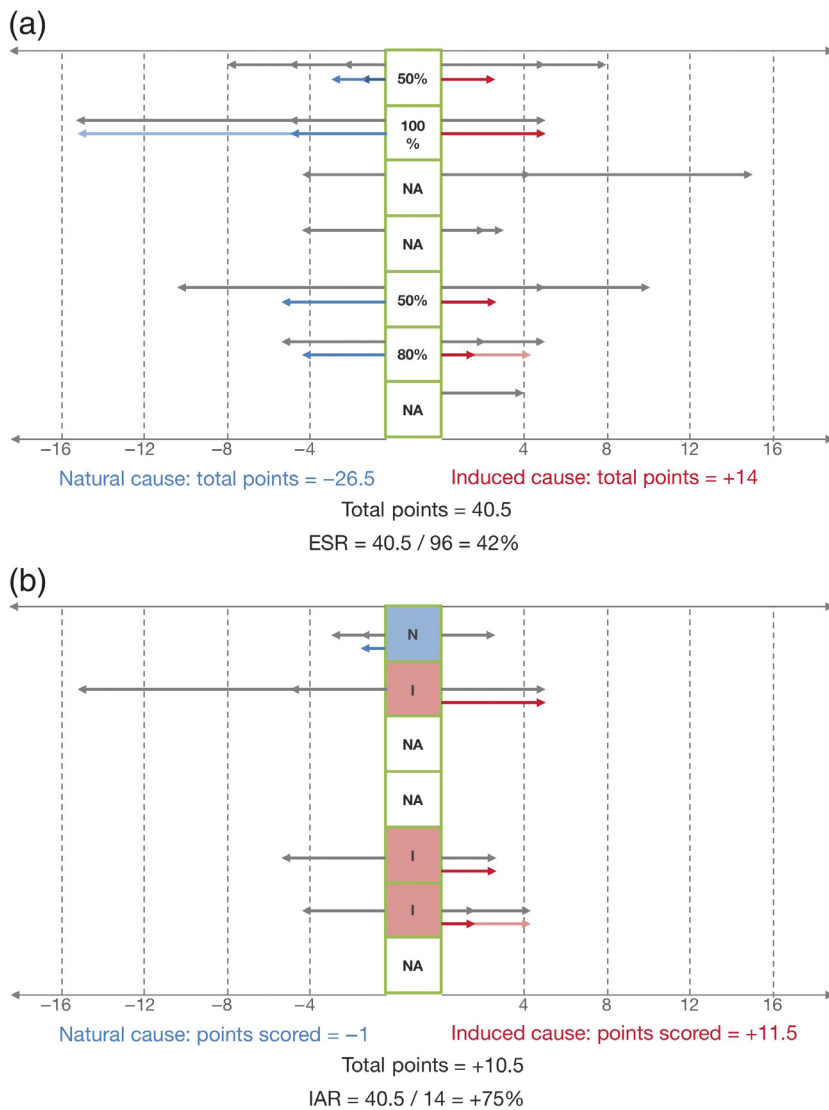 (a)
50%
100
%
NA
NA
50%
80%
NA
−16 −12 −8 −4 4 8 12 16
Natural cause: total points = −26.5 Induced cause: total points = +14
Total points = 40.5
ESR = 40.5 / 96 = 42%
(b)
N
I
NA
NA
I
I
NA
−16 −12 −8 −4 4 8 12 16
Natural cause: points scored = −1 Induced cause: points scored = +11.5
Total points = +10.5
IAR = 40.5 / 14 = +75%